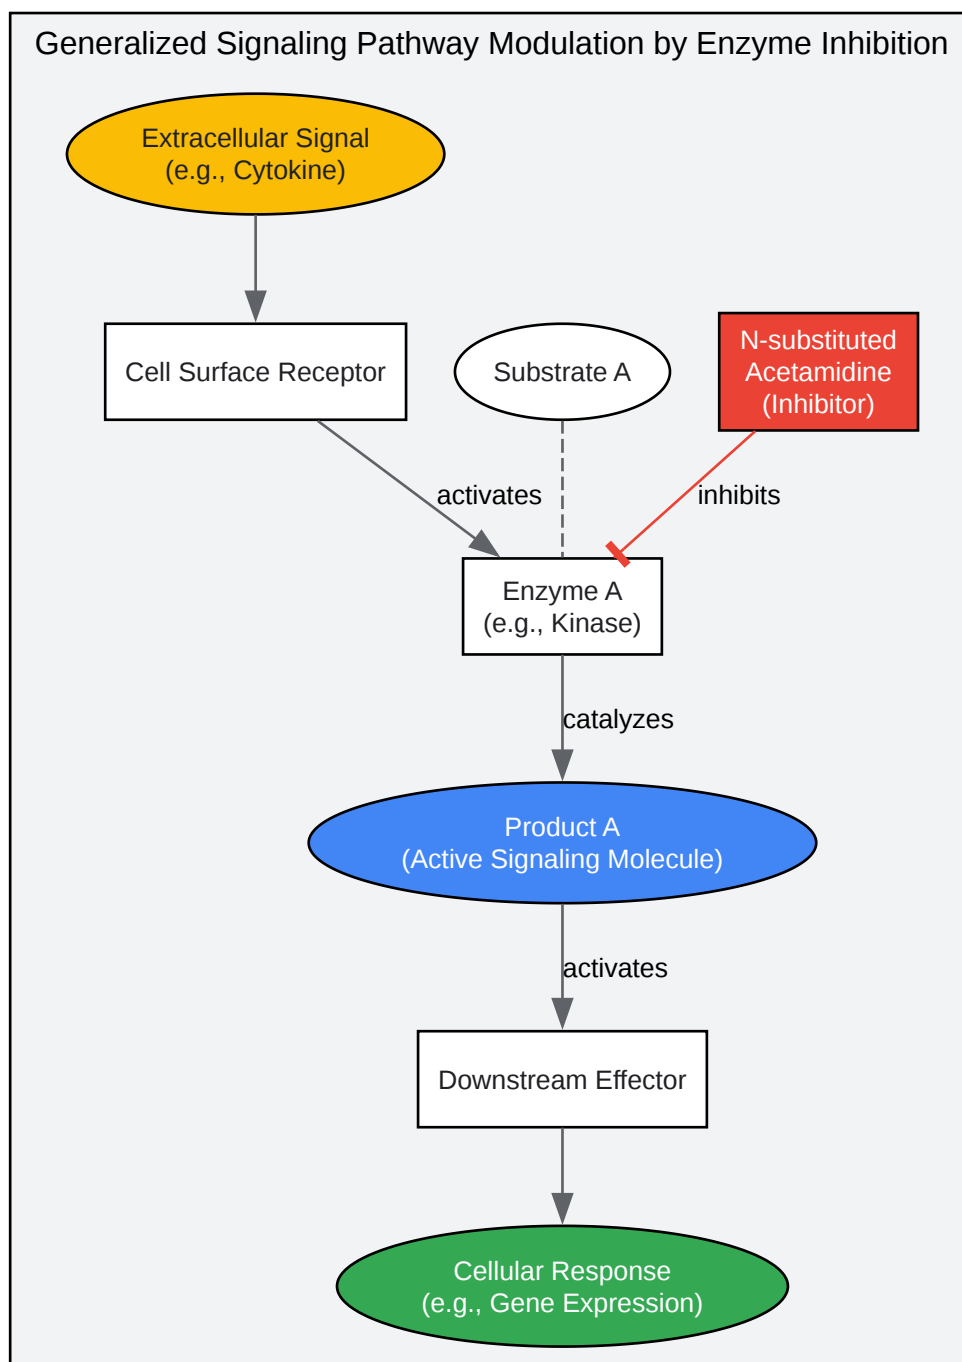 Generalized Signaling Pathway Modulation by Enzyme Inhibition
Extracellular Signal
(e.g., Cytokine)
Cell Surface Receptor
Substrate A
N-substituted
Acetamidine
(Inhibitor)
activates
inhibits
Enzyme A
(e.g., Kinase)
catalyzes
Product A
(Active Signaling Molecule)
activates
Downstream Effector
Cellular Response
(e.g., Gene Expression)